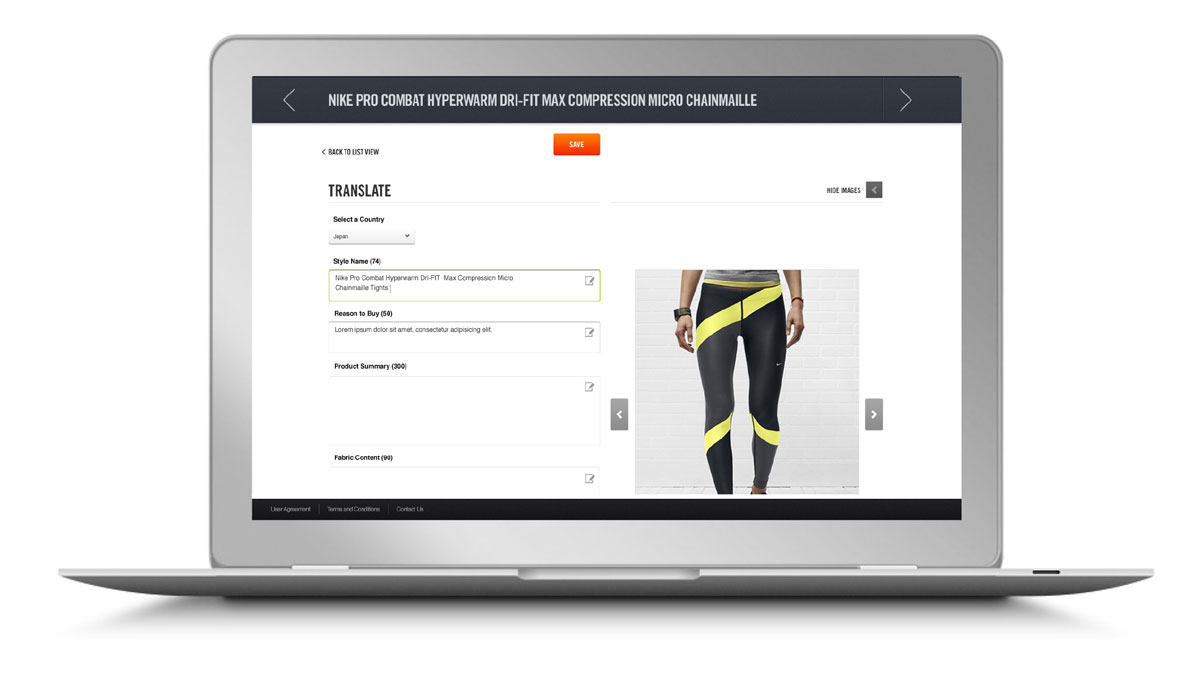 NIKE PRO COMBAT HYPERWARM DRI-FIT MAX COMPRESSION MICRO CHAINMAILLE
BACK TO LIST VIEW
SAVE
TRANSLATE
HIDE IMAGES
Select a Country
Japan
Style Name (74)
Nike Pro Combat Hyperwarm Dri-FIT Max Compression Micro
Chainmaille Tights
Reason to Buy (50)
Lorem ipsum dolor sit amet, consectetur adipisicing elit
Product Summary (300)
Fabric Content (90)
User Agreement
Terms and Conditions
Contact Us